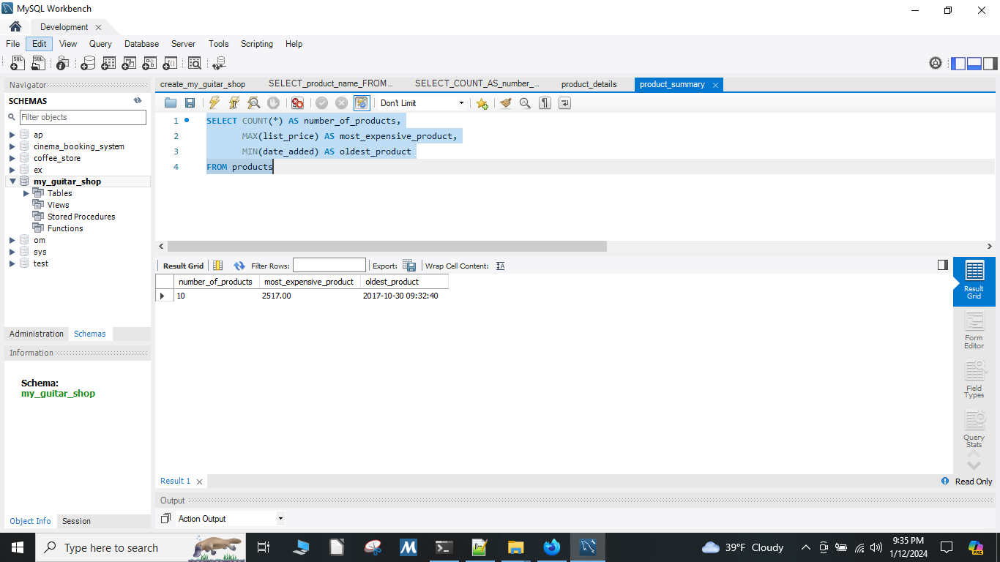 MySQL Workbench
Development
File Edit View Query Database Server Tools Scripting Help
Navigator
SCHEMAS
Filter objects
ap
cinema_booking_system
coffee_store
ex
my_guitar_shop
Tables
Views
Stored Procedures
Functions
om
sys
test
Administration Schemas
Information
Schema:
my_guitar_shop
Object Info Session
create_my_guitar_shop SELECT_product_name_FROM... SELECT_COUNT_AS_number_... product_details product_summary
Don't Limit
1 SELECT COUNT(*) AS number_of_products,
2 MAX(list_price) AS most_expensive_product,
3 MIN(date_added) AS oldest_product
4 FROM products
Result Grid Filter Rows: Export: Wrap Cell Content:
number_of_products most_expensive_product oldest_product
10 2517.00 2017-10-30 09:32:40
Result
Grid
Form
Editor
Field
Types
Query
Stats
Result 1
Read Only
Output
Action Output
Type here to search
39°F Cloudy
9:35 PM
1/12/2024